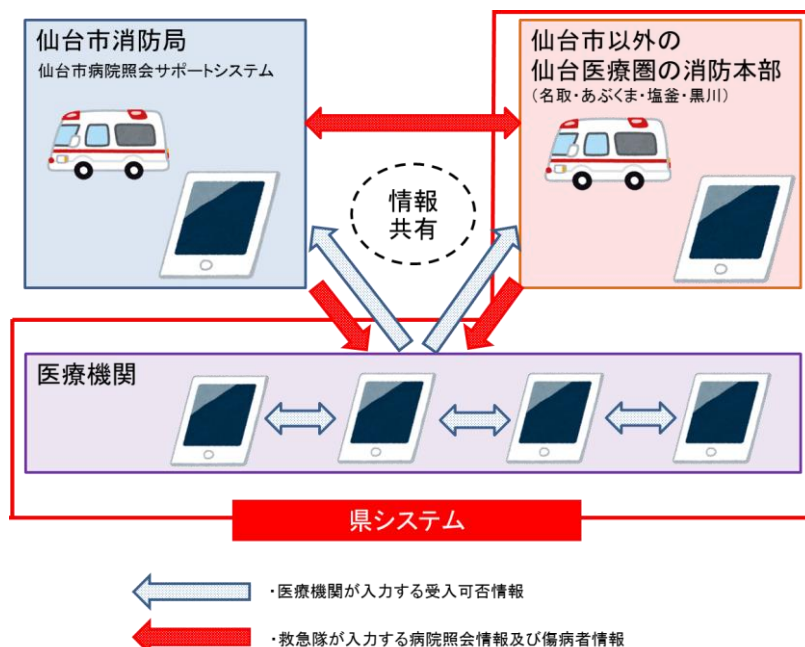 仙台市消防局
仙台市病院照会サポートシステム
仙台市以外の
仙台医療圏の消防本部
（名取・あぶくま・塩釜・黒川）
情報
共有
医療機関
県システム
・医療機関が入力する受入可否情報
・救急隊が入力する病院照会情報及び傷病者情報